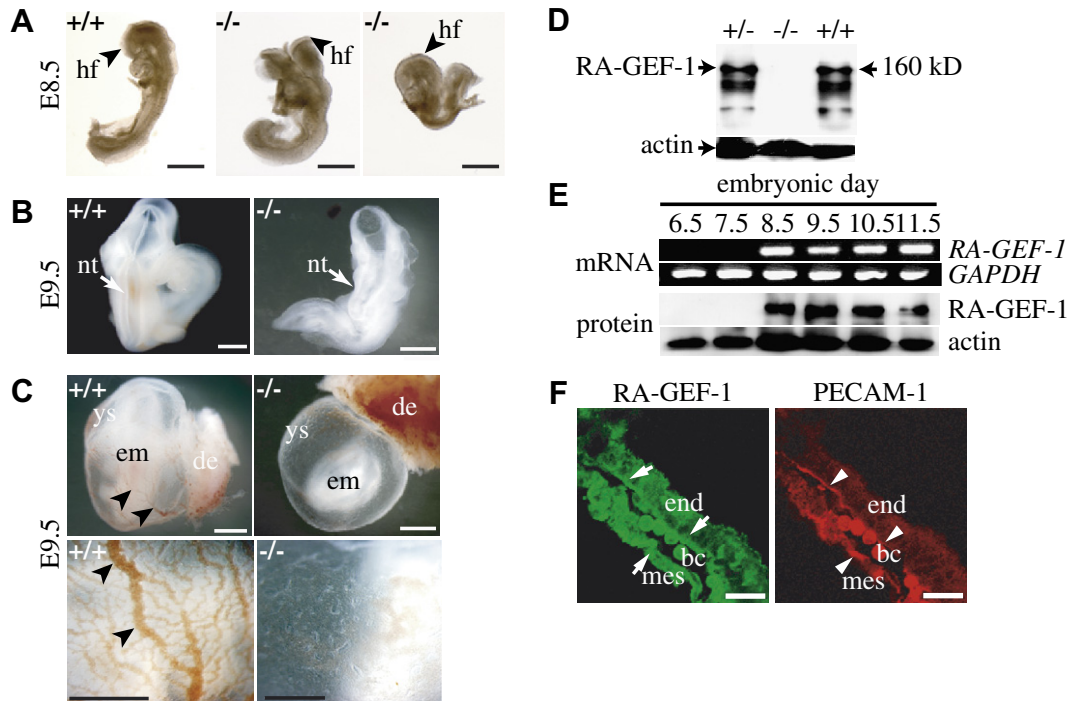 A
E8.5
+/+
hf
-/-
hf
-/-
hf
B
E9.5
+/+
nt
-/-
nt
C
E9.5
+/+
ys
em
de
-/-
ys
em
de
+/+
-/-
D
+/- -/- +/+
RA-GEF-1 160 kD
actin
E
embryonic day
6.5 7.5 8.5 9.5 10.5 11.5
mRNA
RA-GEF-1
GAPDH
protein
RA-GEF-1
actin
F
RA-GEF-1
end
bc
mes
PECAM-1
end
bc
mes